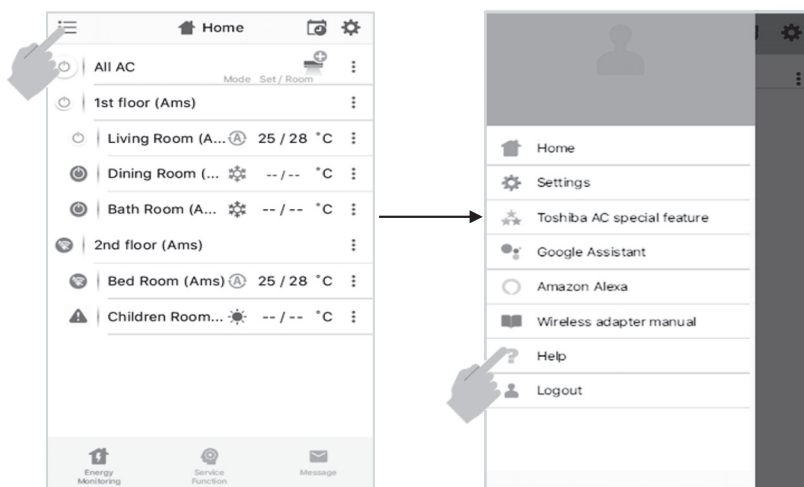 Home
All AC
Mode Set / Room
1st floor (Ams)
Living Room (A... A 25 / 28 °C
Dining Room (... -- / -- °C
Bath Room (A... -- / -- °C
2nd floor (Ams)
Bed Room (Ams) A 25 / 28 °C
Children Room... -- / -- °C
Energy
Monitoring
Service
Function
Message
Home
Settings
Toshiba AC special feature
Google Assistant
Amazon Alexa
Wireless adapter manual
Help
Logout